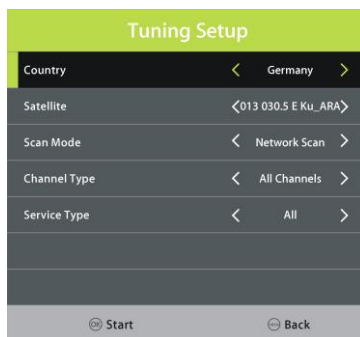 Tuning Setup
Country < Germany >
Satellite <013 030.5 E Ku_ARA>
Scan Mode < Network Scan >
Channel Type < All Channels >
Service Type < All >
OK Start
Back